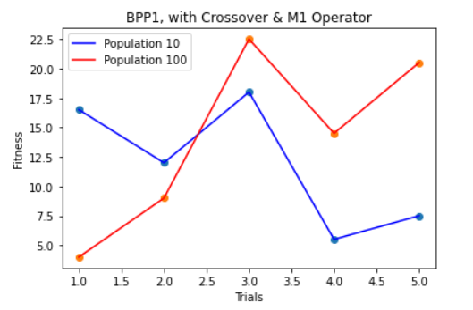 BPP1, with Crossover & M1 Operator
Population 10
Population 100
22.5
20.0
17.5
15.0
12.5
10.0
7.5
5.0
Fitness
1.0 1.5 2.0 2.5 3.0 3.5 4.0 4.5 5.0
Trials